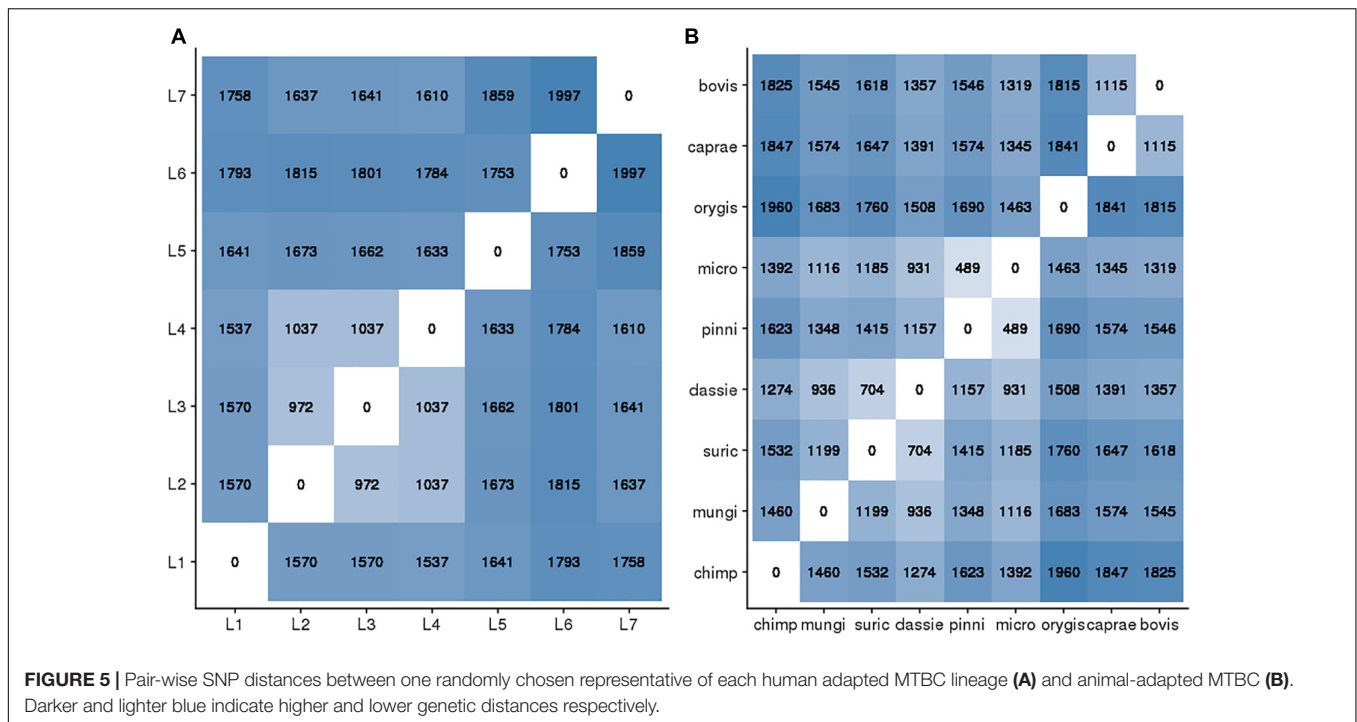 A
L7 1758 1637 1641 1610 1859 1997 0
L6 1793 1815 1801 1784 1753 0 1997
L5 1641 1673 1662 1633 0 1753 1859
L4 1537 1037 1037 0 1633 1784 1610
L3 1570 972 0 1037 1662 1801 1641
L2 1570 0 972 1037 1673 1815 1637
L1 0 1570 1570 1537 1641 1793 1758
L1 L2 L3 L4 L5 L6 L7
B
bovis 1825 1545 1618 1357 1546 1319 1815 1115 0
caprae 1847 1574 1647 1391 1574 1345 1841 0 1115
orygis 1960 1683 1760 1508 1690 1463 0 1841 1815
micro 1392 1116 1185 931 489 0 1463 1345 1319
pinni 1623 1348 1415 1157 0 489 1690 1574 1546
dassie 1274 936 704 0 1157 931 1508 1391 1357
suric 1532 1199 0 704 1415 1185 1760 1647 1618
mungi 1460 0 1199 936 1348 1116 1683 1574 1545
chimp 0 1460 1532 1274 1623 1392 1960 1847 1825
chimp mungi suric dassie pinni micro orygis caprae bovis
FIGURE 5 | Pair-wise SNP distances between one randomly chosen representative of each human adapted MTBC lineage (A) and animal-adapted MTBC (B).
Darker and lighter blue indicate higher and lower genetic distances respectively.